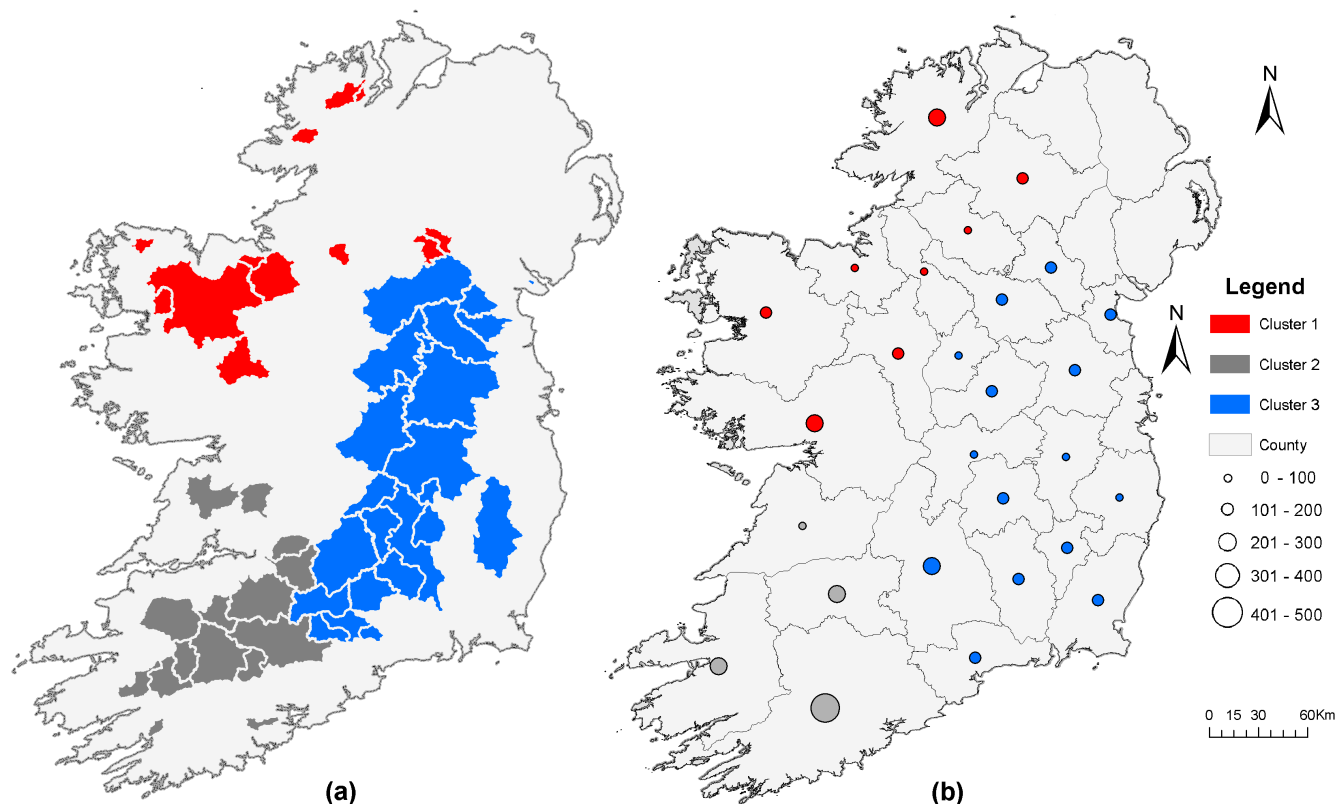 N
N
Legend
Cluster 1
Cluster 2
Cluster 3
County
0 - 100
101 - 200
201 - 300
301 - 400
401 - 500
0 15 30 60Km
(a)
(b)